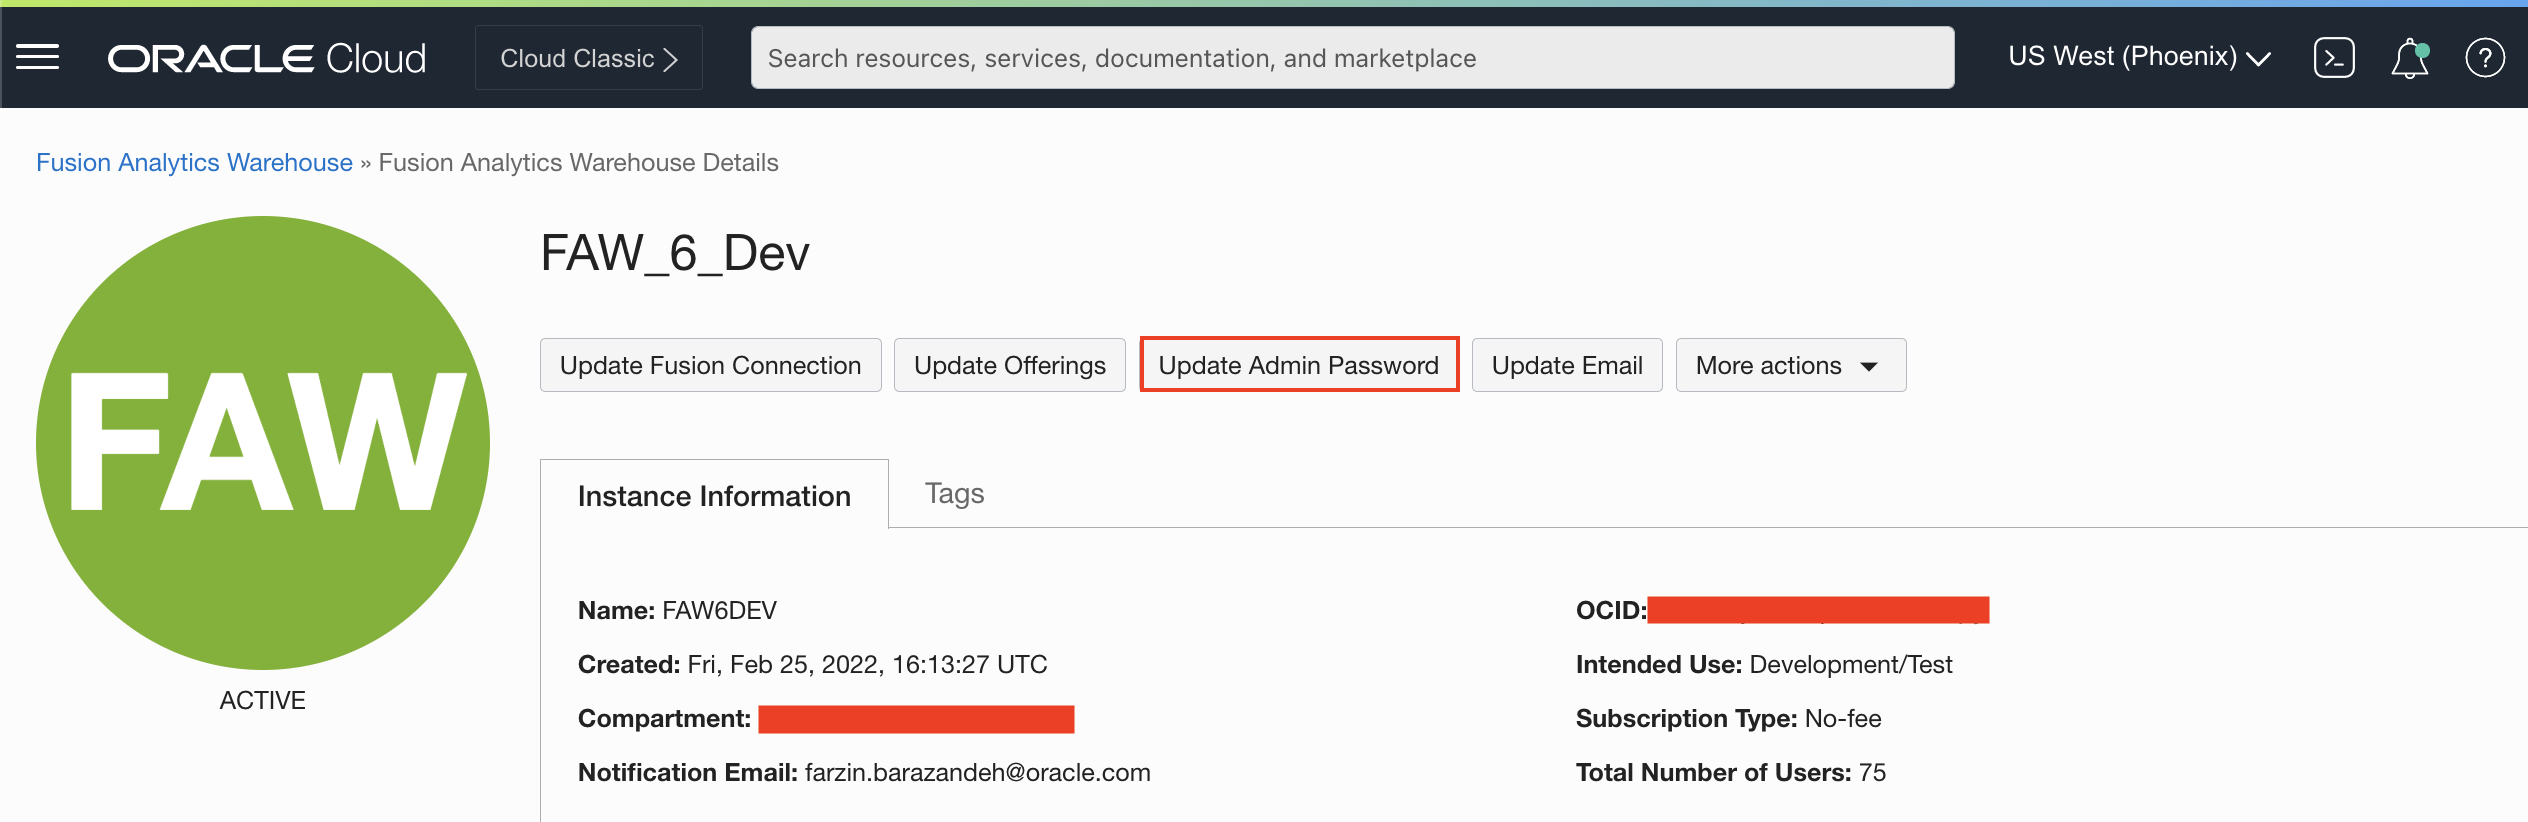 ORACLE Cloud
Cloud Classic
Search resources, services, documentation, and marketplace
US West (Phoenix)
Fusion Analytics Warehouse » Fusion Analytics Warehouse Details
FAW
ACTIVE
FAW_6_Dev
Update Fusion Connection
Update Offerings
Update Admin Password
Update Email
More actions
Instance Information
Tags
Name: FAW6DEV
Created: Fri, Feb 25, 2022, 16:13:27 UTC
Compartment:
Notification Email: farzin.barazandeh@oracle.com
OCID:
Intended Use: Development/Test
Subscription Type: No-fee
Total Number of Users: 75